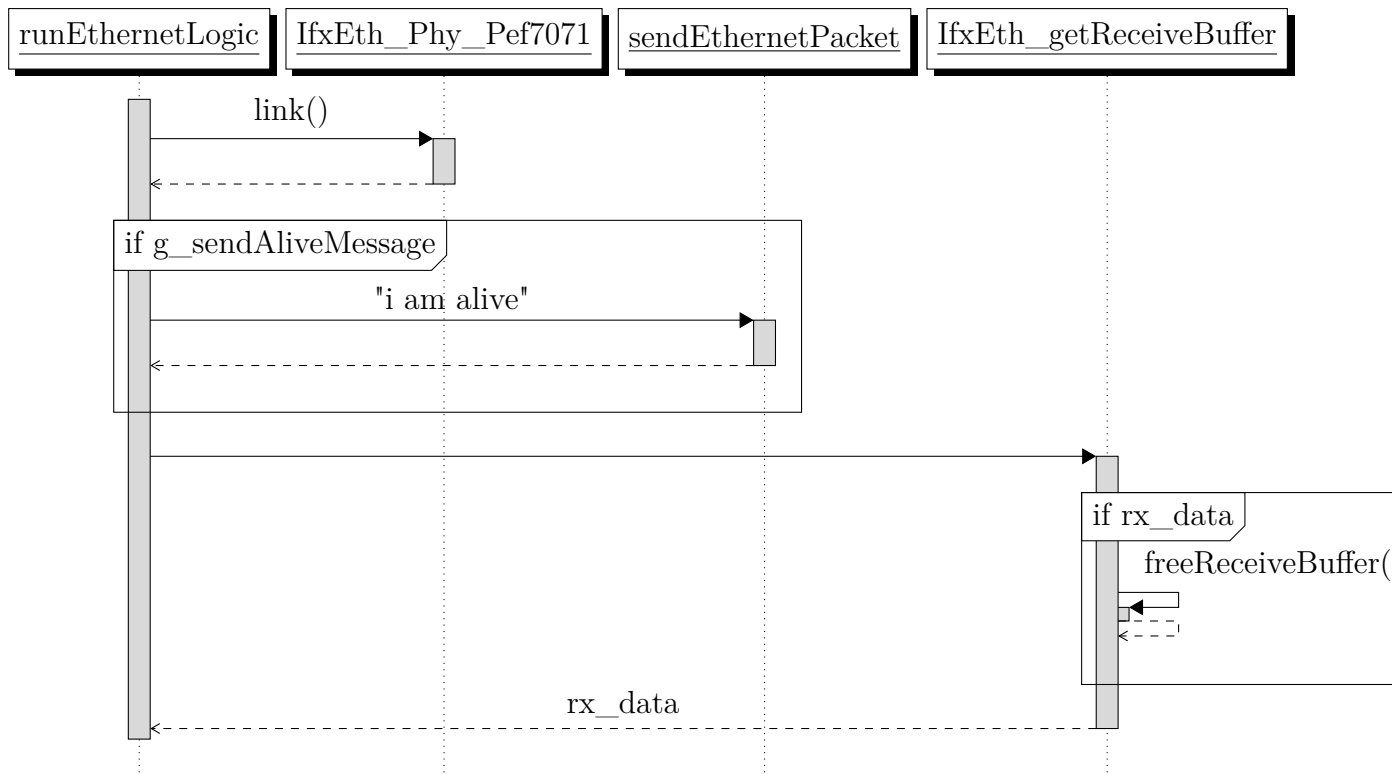 runEthernetLogic
IfxEth_Phy_Pef7071
sendEthernetPacket
IfxEth_getReceiveBuffer
link()
if g_sendAliveMessage
"i am alive"
if rx_data
freeReceiveBuffer(
rx_data